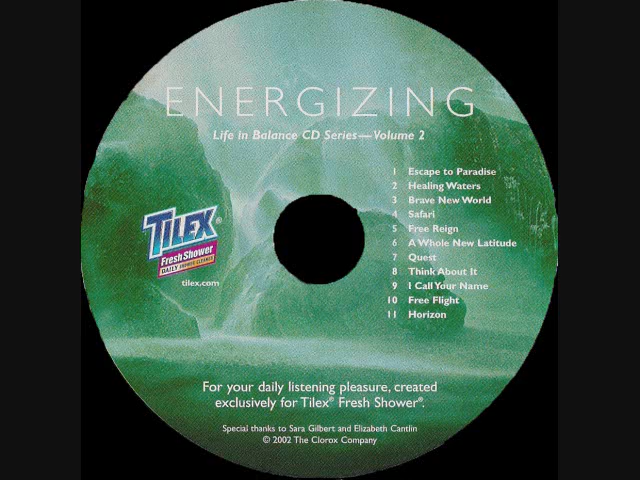 ENERGIZING
Life in Balance CD Series—Volume 2
1 Escape to Paradise
2 Healing Waters
3 Brave New World
4 Safari
5 Free Reign
6 A Whole New Latitude
7 Quest
8 Think About It
9 I Call Your Name
10 Free Flight
11 Horizon
TILEX®
Fresh Shower
DAILY SHOWER CLEANER
tilex.com
For your daily listening pleasure, created
exclusively for Tilex® Fresh Shower®.
Special thanks to Sara Gilbert and Elizabeth Cantlin
© 2002 The Clorox Company